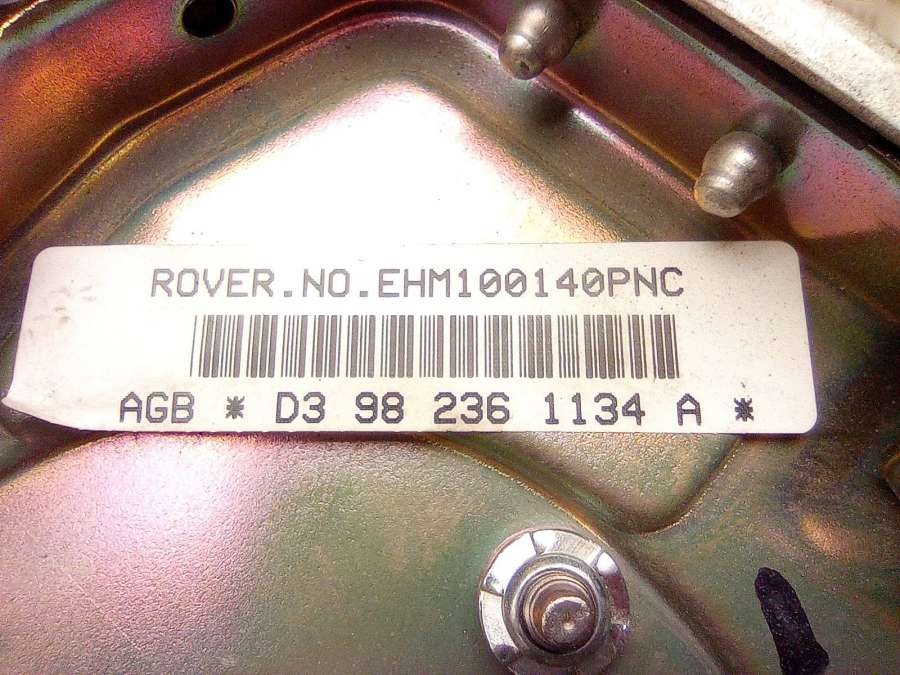 ROVER.NO.EHM100140PNC
AGB * D3 98 236 1134 A *